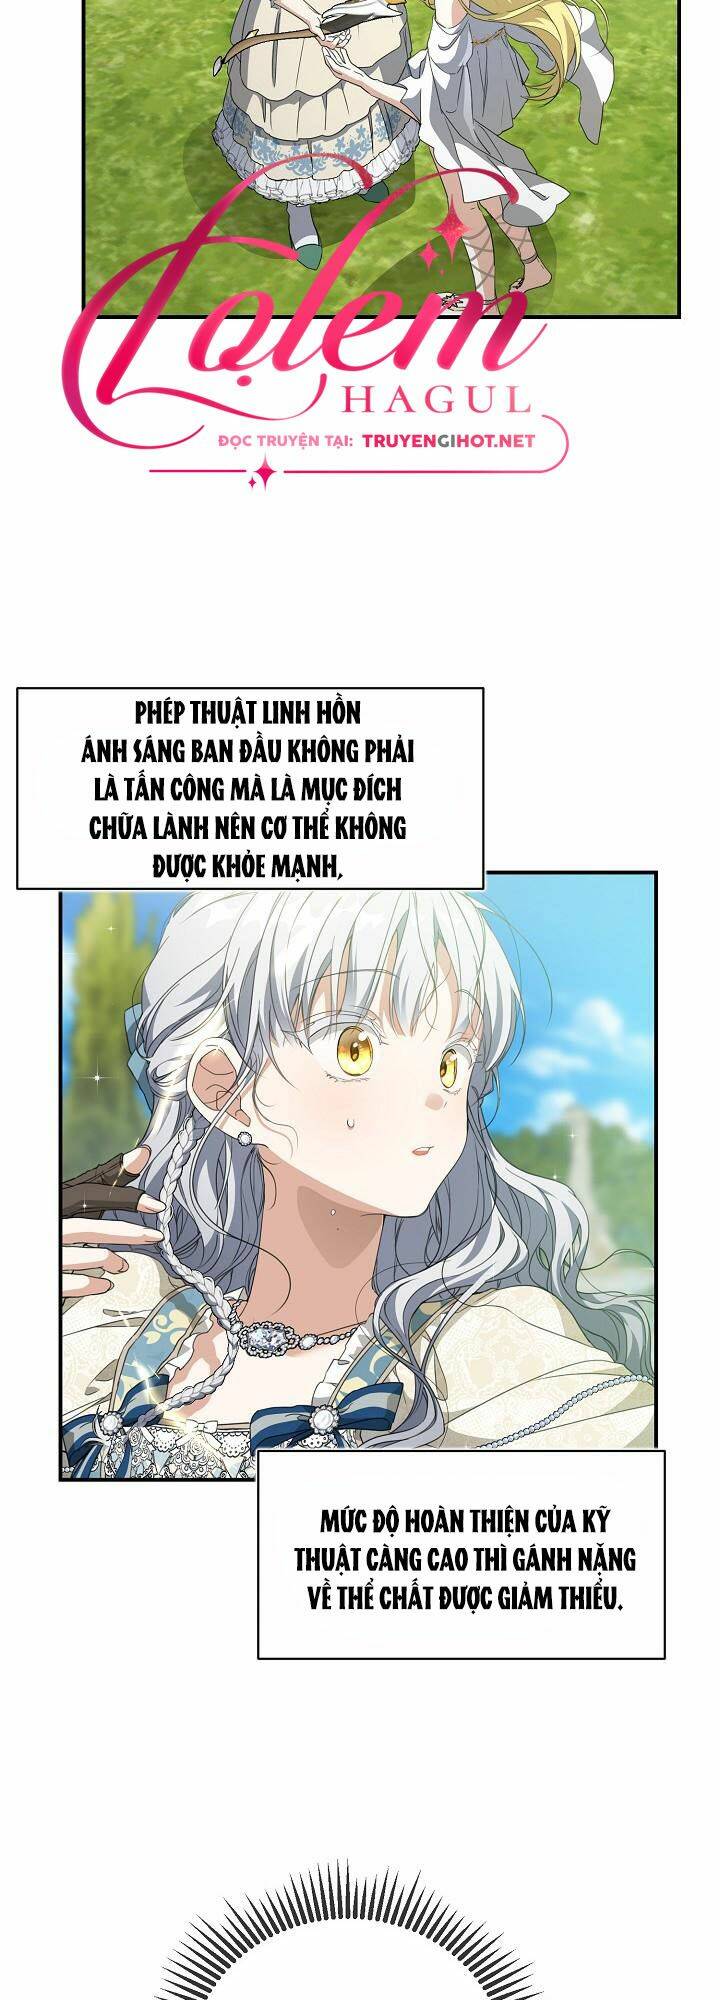 Lọlem
HAGUL
ĐỌC TRUYỆN TẠI: TRUYENGIHOT.NET
PHÉP THUẬT LINH HỒN
ÁNH SÁNG BAN ĐẦU KHÔNG PHẢI
LÀ TẤN CÔNG MÀ LÀ MỤC ĐÍCH
CHỮA LÀNH NÊN CƠ THỂ KHÔNG
ĐƯỢC KHỎE MẠNH,
MỨC ĐỘ HOÀN THIỆN CỦA KỸ
THUẬT CÀNG CAO THÌ GÁNH NẶNG
VỀ THỂ CHẤT ĐƯỢC GIẢM THIỂU.